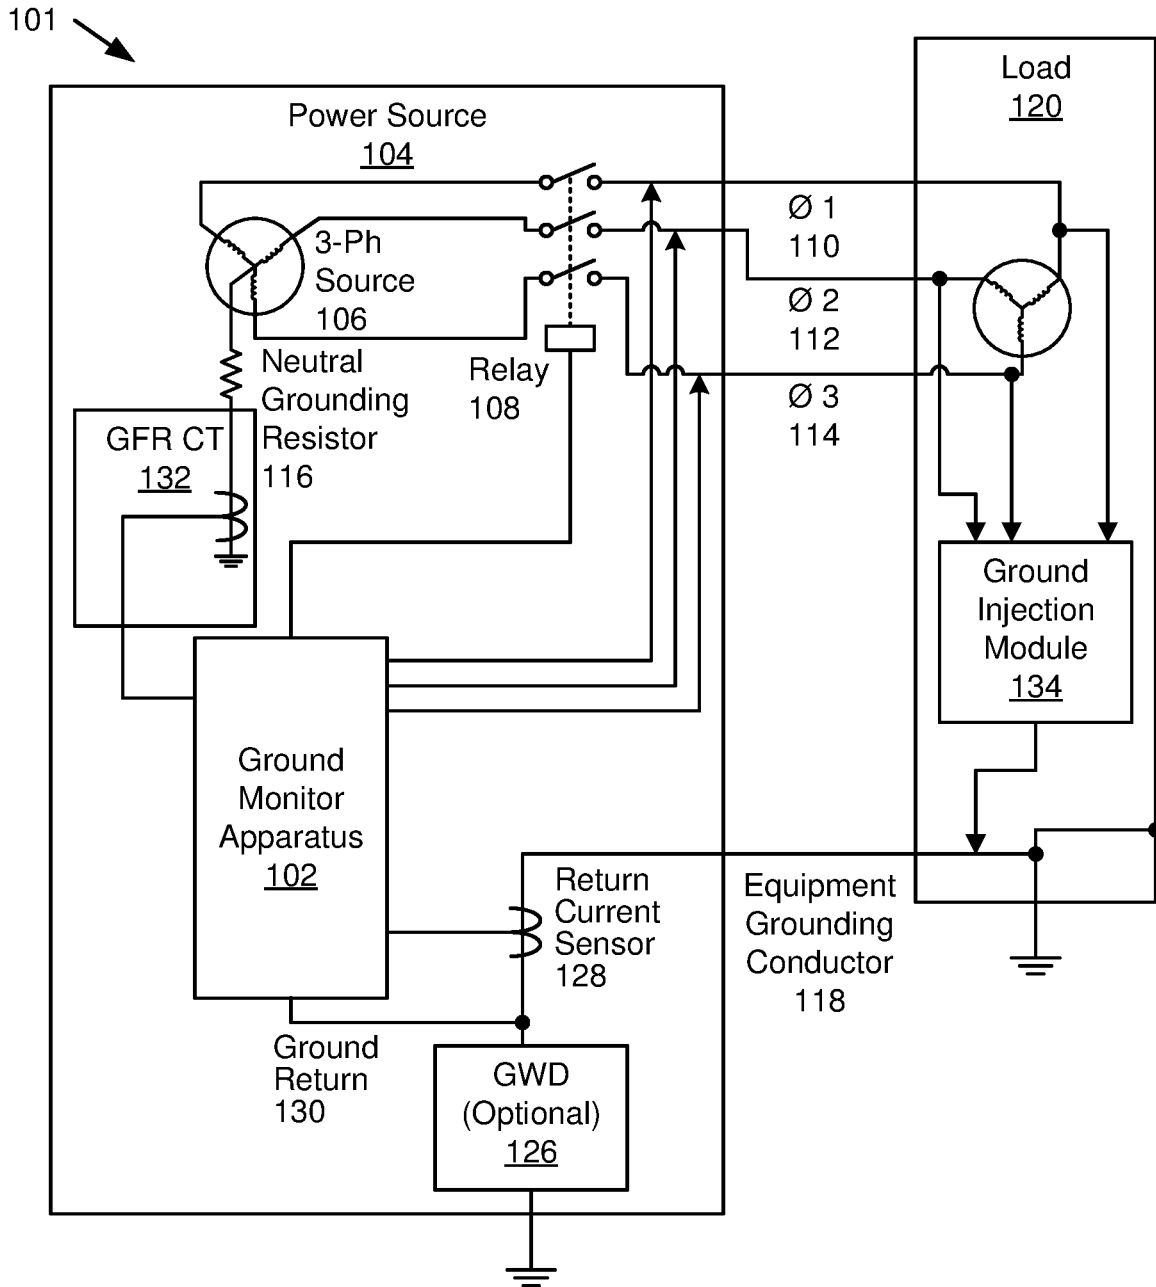 101
Power Source
104
Load
120
3-Ph
Source
106
Ø 1
110
Ø 2
112
Ø 3
114
Relay
108
Neutral
Grounding
Resistor
116
GFR CT
132
Ground
Injection
Module
134
Ground
Monitor
Apparatus
102
Return
Current
Sensor
128
Equipment
Grounding
Conductor
118
Ground
Return
130
GWD
(Optional)
126